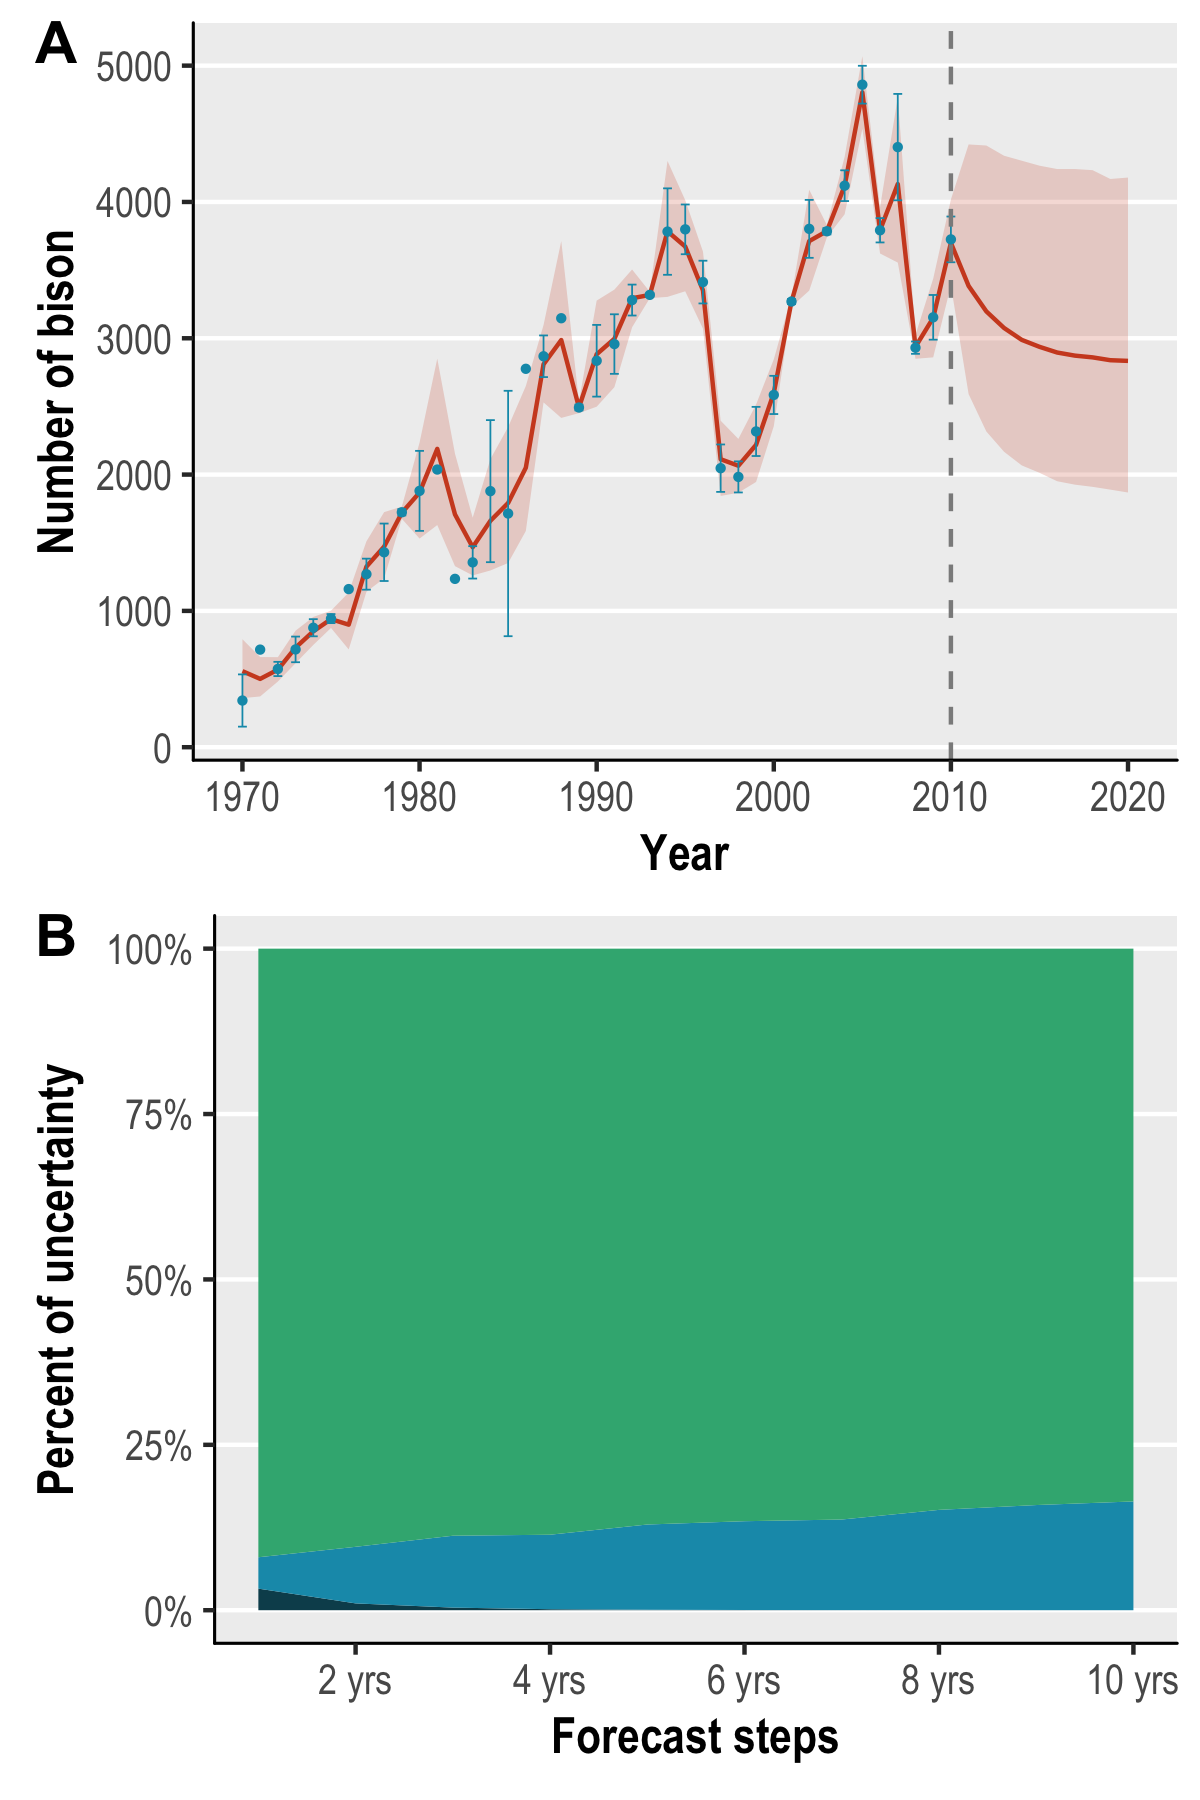 A
5000
4000
3000
2000
1000
0
Number of bison
1970 1980 1990 2000 2010 2020
Year
B
100%
75%
50%
25%
0%
Percent of uncertainty
2 yrs 4 yrs 6 yrs 8 yrs 10 yrs
Forecast steps